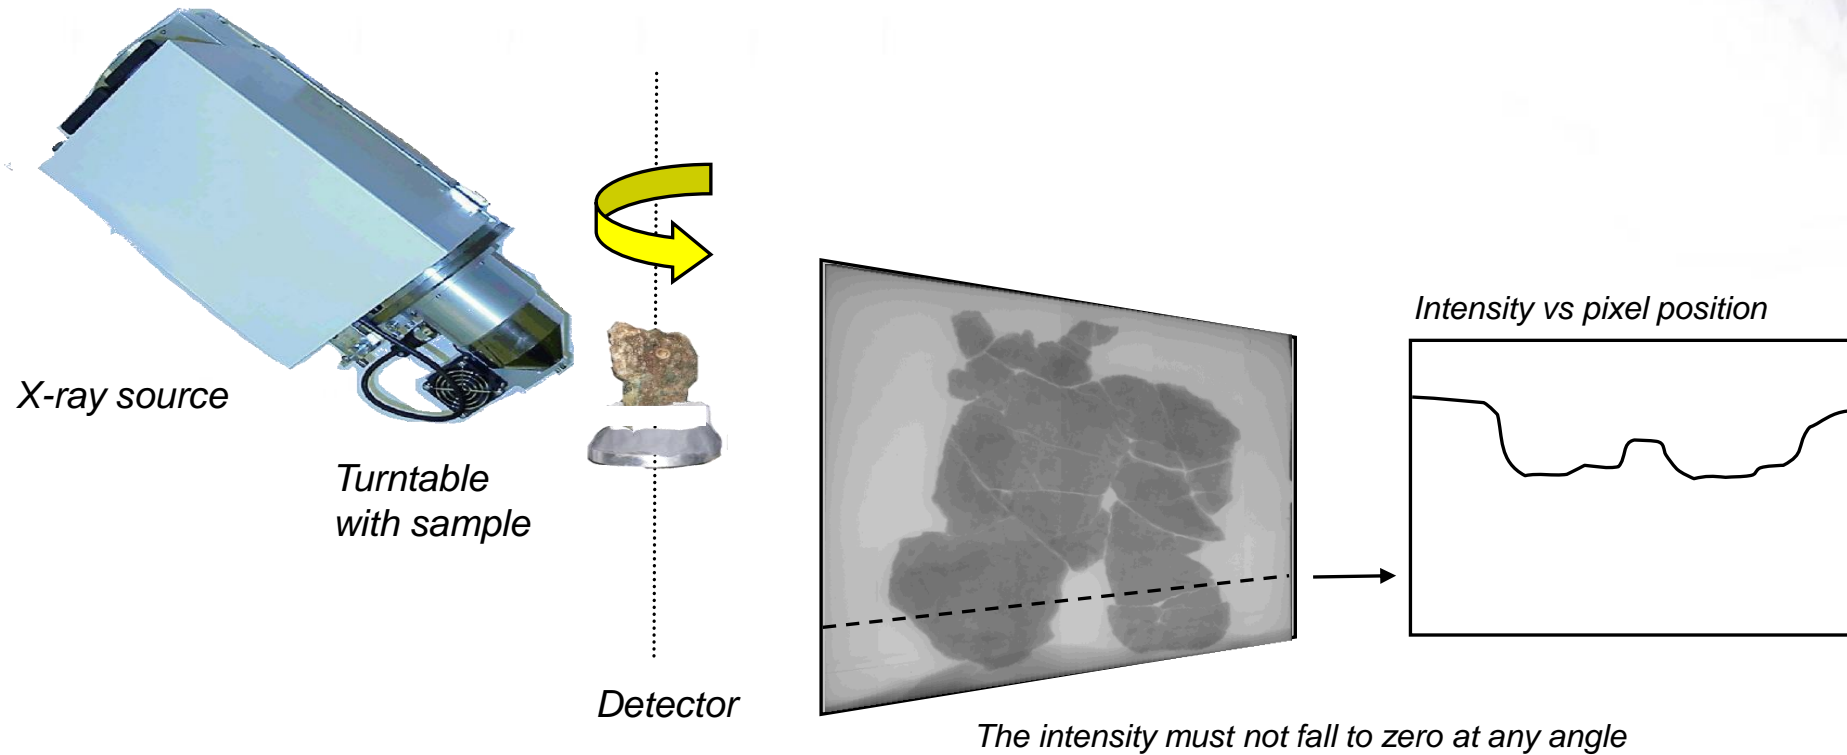 X-ray source
Turntable
with sample
Detector
Intensity vs pixel position
The intensity must not fall to zero at any angle